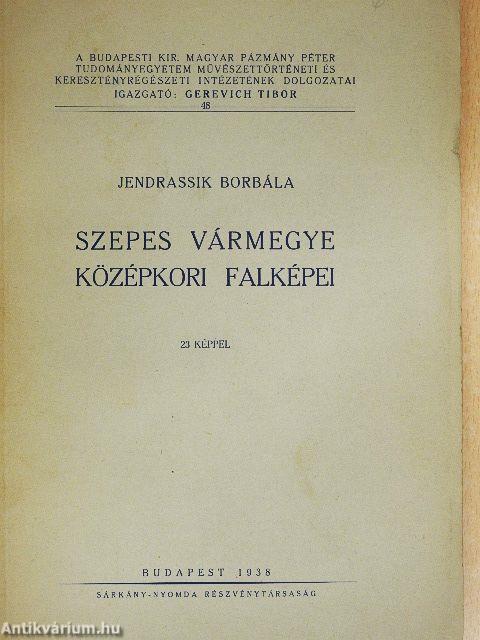 A BUDAPESTI KIR. MAGYAR PÁZMÁNY PÉTER
TUDOMÁNYEGYETEM MŰVÉSZETTÖRTÉNETI ÉS
KERESZTÉNYRÉGÉSZETI INTÉZETÉNEK DOLGOZATAI
IGAZGATÓ: GEREVICH TIBOR
48
JENDRASSIK BORBÁLA
SZEPES VÁRMEGYE
KÖZÉPKORI FALKÉPEI
23 KÉPPEL
BUDAPEST 1938
SÁRKÁNY-NYOMDA RÉSZVÉNYTÁRSASÁG
Antikvárium.hu